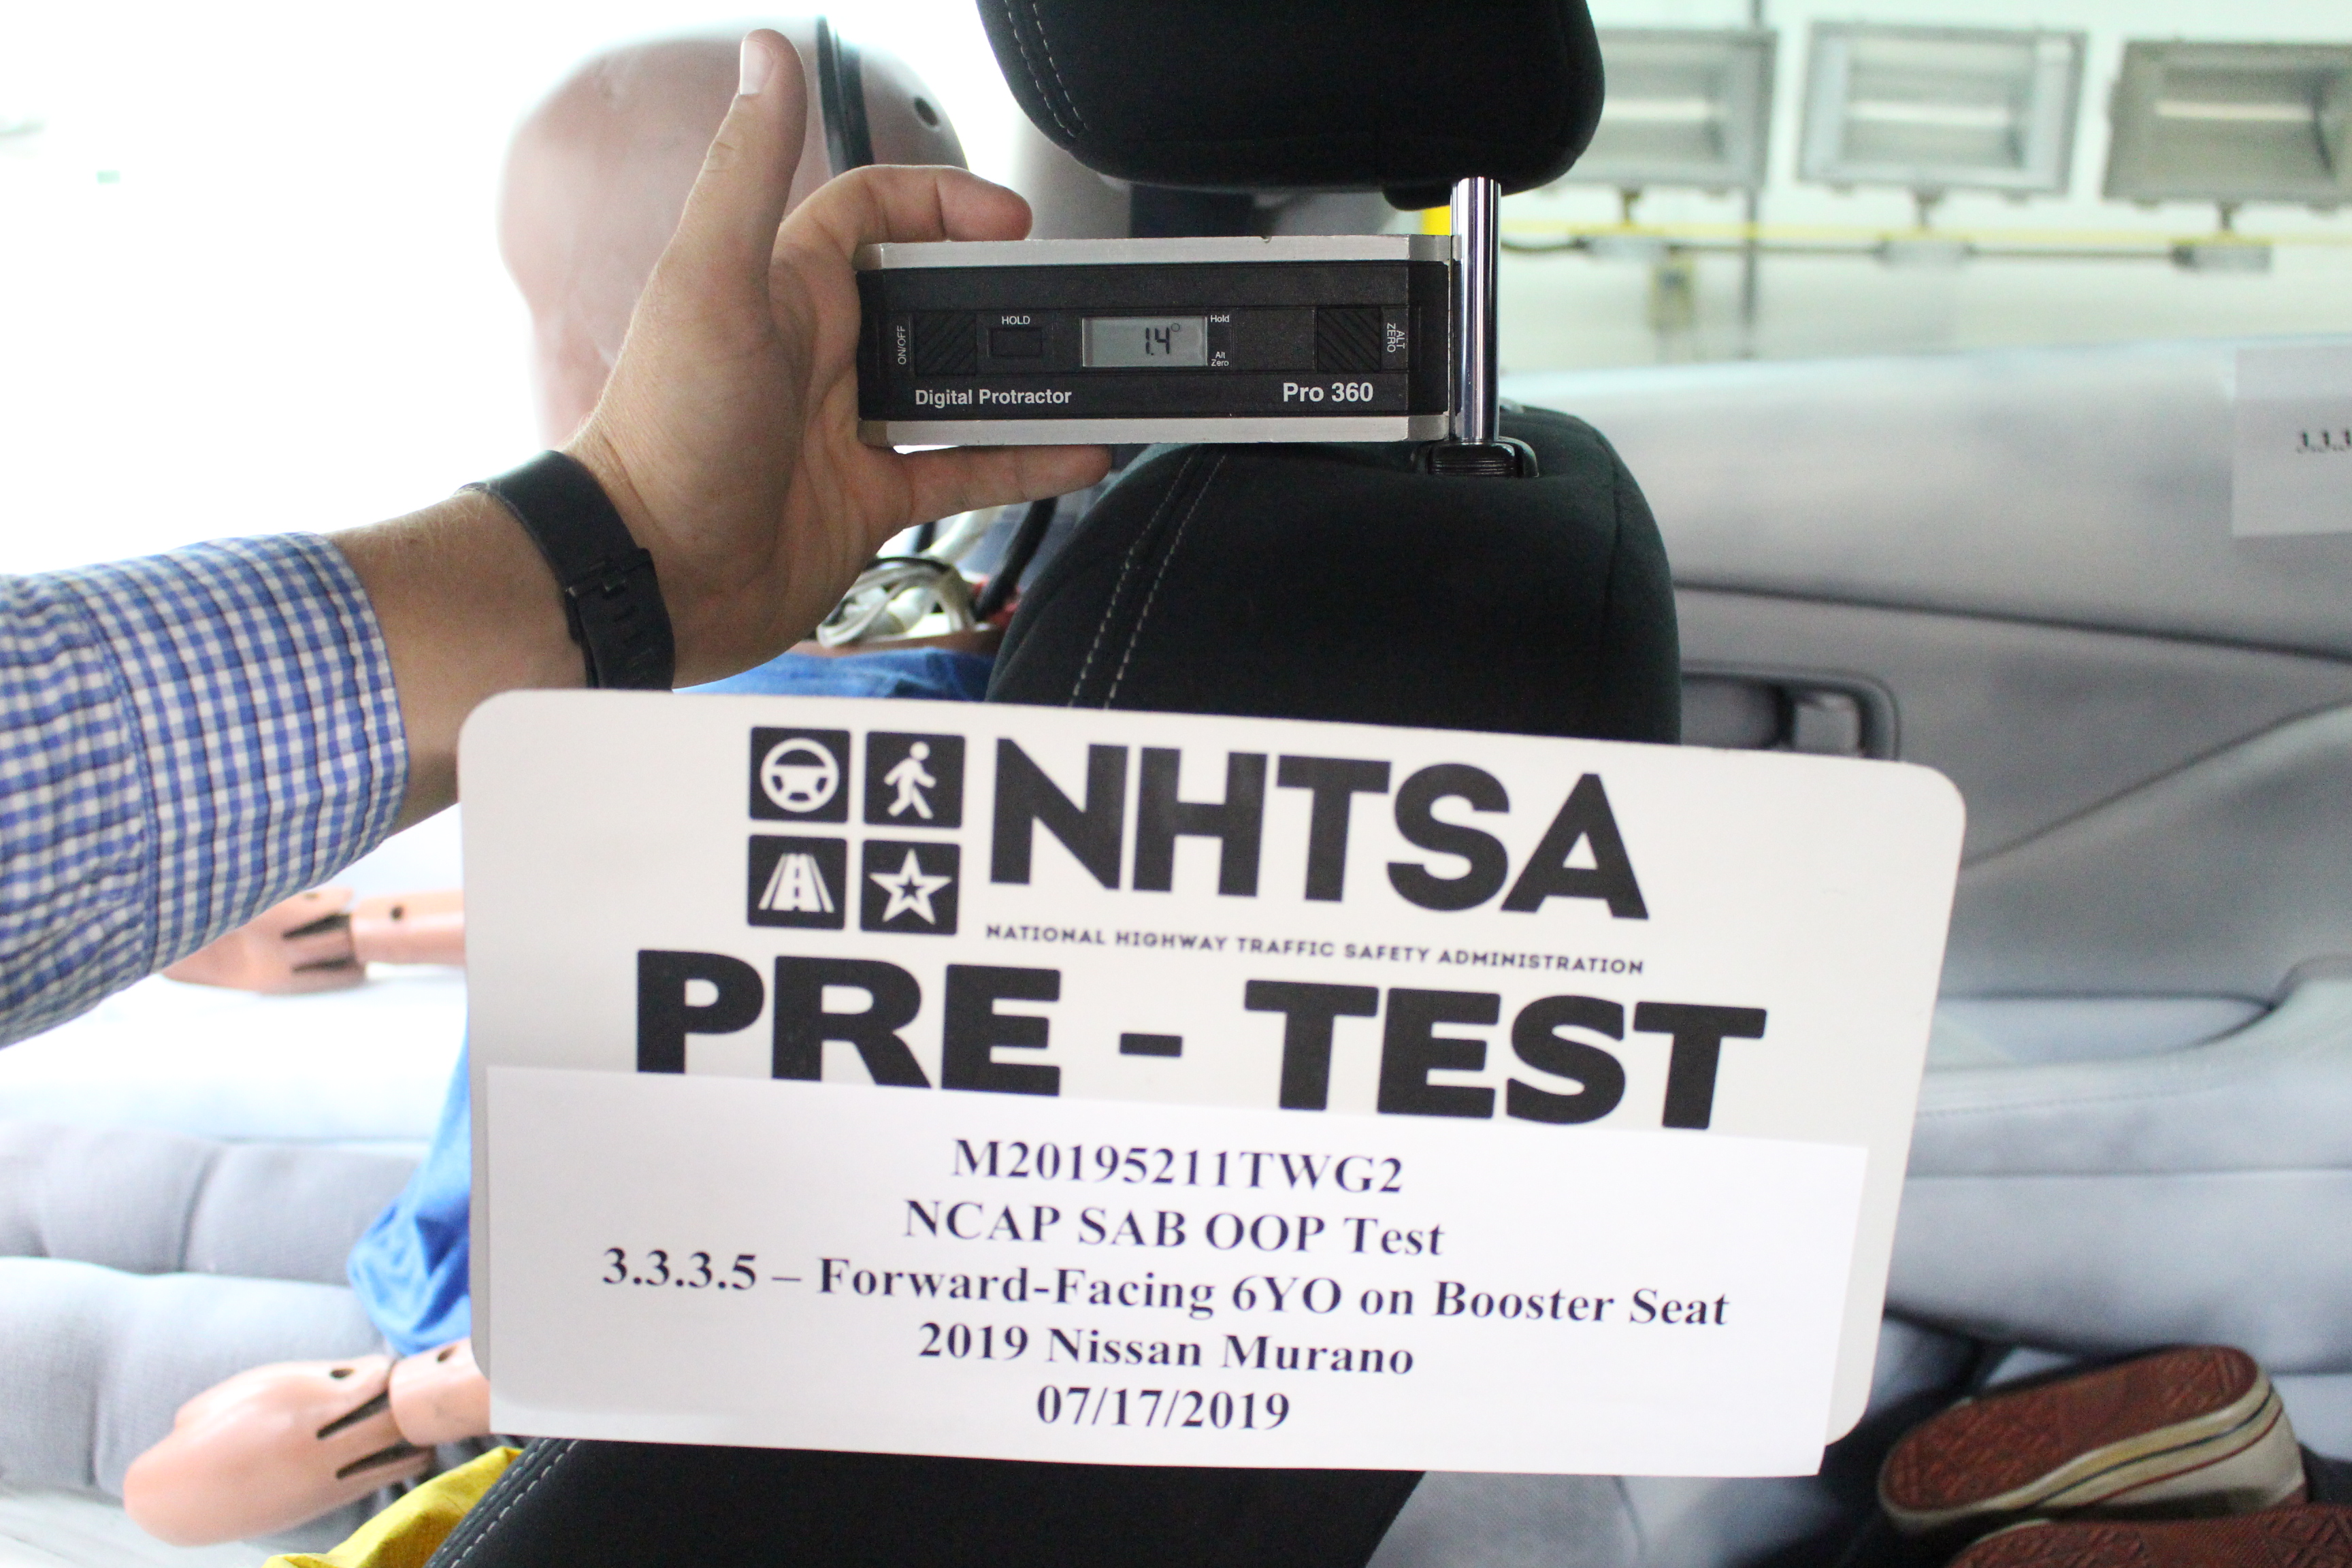 HOLD
ON/OFF
1.4°
Hold
Alt
Zero
ALT
ZERO
Digital Protractor
Pro 360
NHTSA
NATIONAL HIGHWAY TRAFFIC SAFETY ADMINISTRATION
PRE - TEST
M20195211TWG2
NCAP SAB OOP Test
3.3.3.5 – Forward-Facing 6YO on Booster Seat
2019 Nissan Murano
07/17/2019